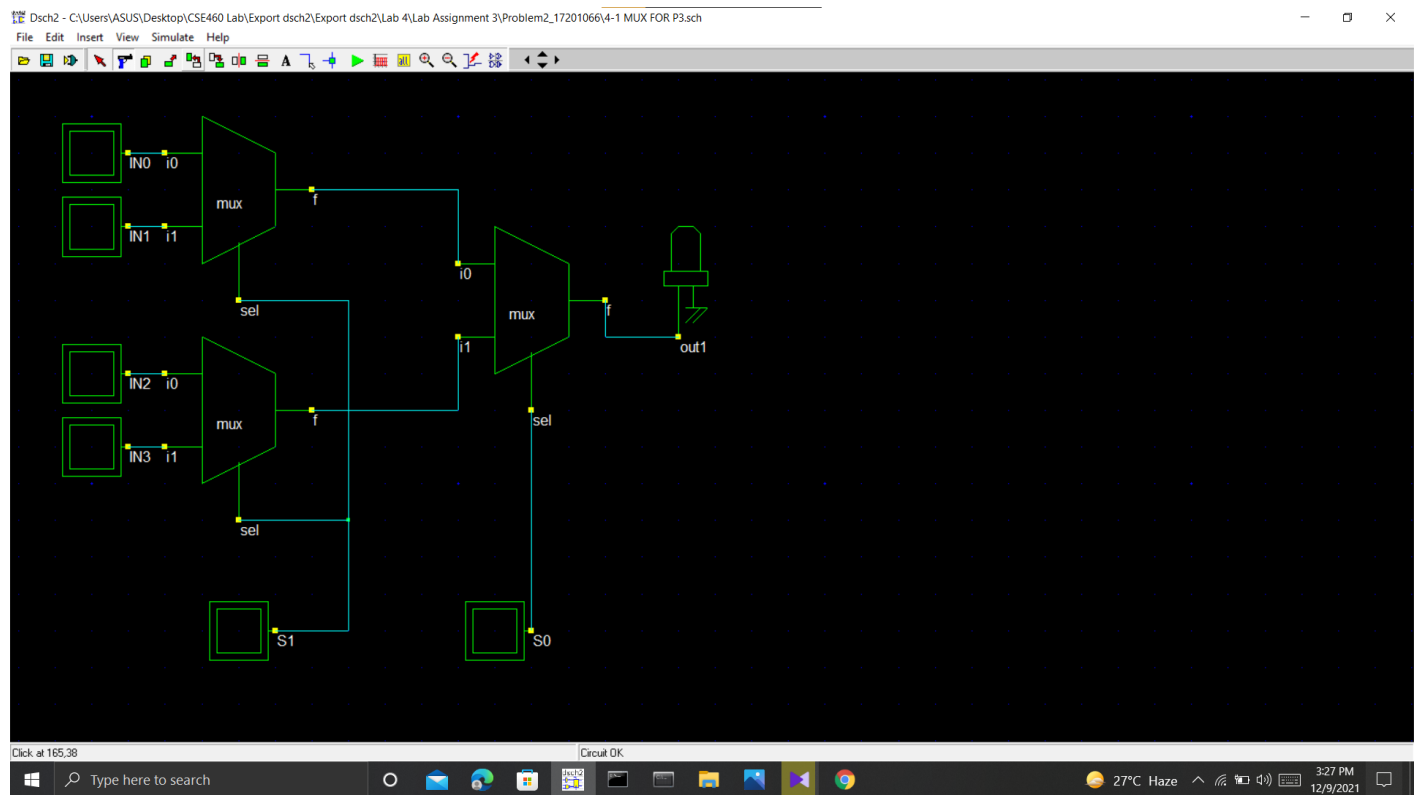 Dsch2 - C:\Users\ASUS\Desktop\CSE460 Lab\Export dsch2\Export dsch2\Lab 4\Lab Assignment 3\Problem2_17201066\4-1 MUX FOR P3.sch
File Edit Insert View Simulate Help
A
IN0 i0
mux
f
IN1 i1
sel
i0
mux
f
i1
out1
sel
IN2 i0
mux
f
IN3 i1
sel
S1
S0
Click at 165,38
Circuit OK
Type here to search
Dsch2
27°C Haze
3:27 PM
12/9/2021